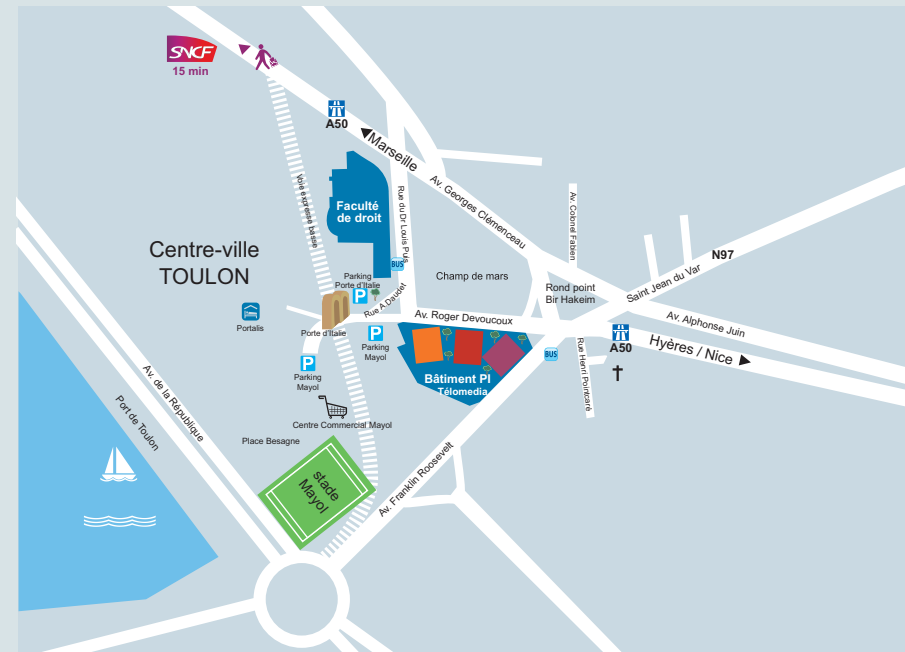 SNCF
15 min
A50
Marseille
Av. Georges Clémenceau
Voie expresse basse
Faculté
de droit
Rue du Dr Louis Puis
BUS
Av. Colonel Fabien
N97
Saint Jean du Var
Centre-ville
TOULON
Champ de mars
Rond point
Bir Hakeim
Parking
Porte d'Italie
P
Rue A.Daudet
Portalis
Porte d'Italie
P
Parking
Mayol
Av. Roger Devoucoux
Av. Alphonse Juin
A50
Hyères / Nice
BUS
Rue Henri Pointcaré
P
Parking
Mayol
Bâtiment PI
Télomedia
Av. de la République
Port de Toulon
Centre Commercial Mayol
Place Besagne
stade
Mayol
Av. Franklin Roosevelt